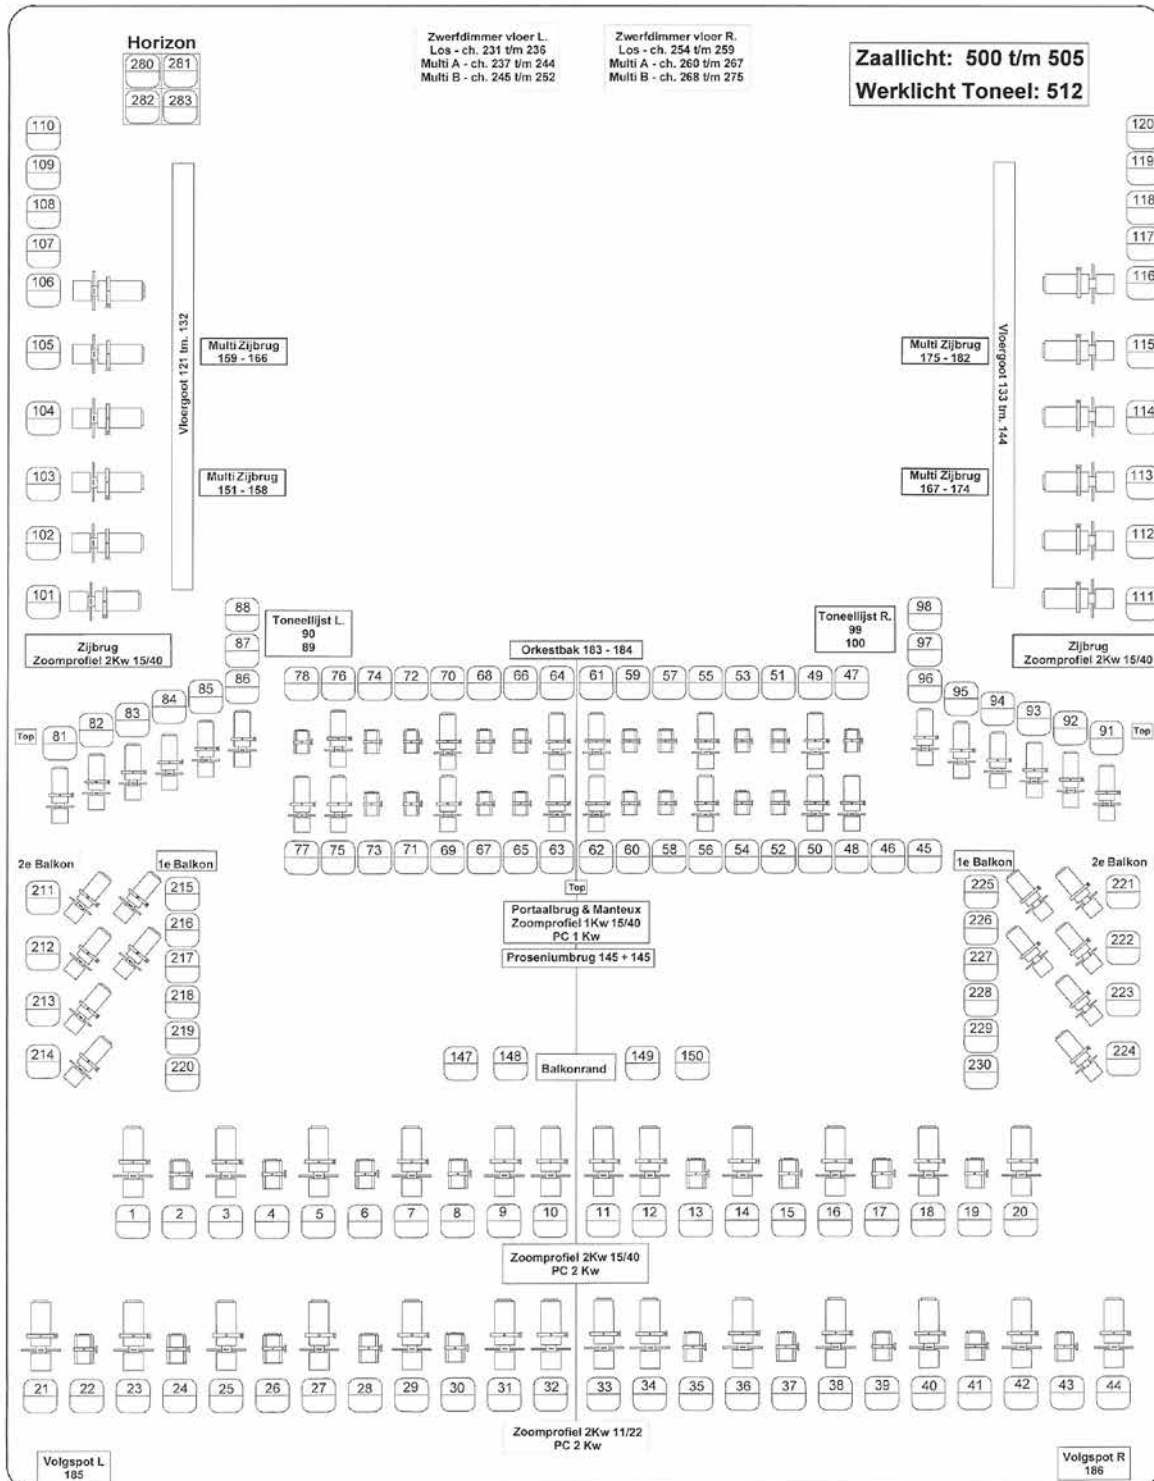 Horizon
280 281
282 283
Zwerfdimmer vloer L.
Los - ch. 231 t/m 236
Multi A - ch. 237 t/m 244
Multi B - ch. 245 t/m 252
Zwerfdimmer vloer R.
Los - ch. 254 t/m 259
Multi A - ch. 260 t/m 267
Multi B - ch. 268 t/m 275
Zaallicht: 500 t/m 505
Werklicht Toneel: 512
110
109
108
107
106
105
104
103
102
101
Vloergoot 121 tm. 132
Multi Zijbrug
159 - 166
Multi Zijbrug
151 - 158
Multi Zijbrug
175 - 182
Multi Zijbrug
167 - 174
Vloergoot 133 tm. 144
120
119
118
117
116
115
114
113
112
111
Zijbrug
Zoomprofiel 2Kw 15/40
88
87
86
85
84
83
82
81
Top
Toneellijst L.
90
89
Orkestbak 183 - 184
Toneellijst R.
99
100
98
97
96
95
94
93
92
91
Top
Zijbrug
Zoomprofiel 2Kw 15/40
78 76 74 72 70 68 66 64 61 59 57 55 53 51 49 47
77 75 73 71 69 67 65 63 62 60 58 56 54 52 50 48 46 45
Top
Portaalbrug & Manteux
Zoomprofiel 1Kw 15/40
PC 1 Kw
Proseniumbrug 145 + 145
2e Balkon
211
212
213
214
1e Balkon
215
216
217
218
219
220
1e Balkon
225
226
227
228
229
230
2e Balkon
221
222
223
224
147 148 Balkonrand 149 150
1 2 3 4 5 6 7 8 9 10 11 12 13 14 15 16 17 18 19 20
Zoomprofiel 2Kw 15/40
PC 2 Kw
21 22 23 24 25 26 27 28 29 30 31 32 33 34 35 36 37 38 39 40 41 42 43 44
Zoomprofiel 2Kw 11/22
PC 2 Kw
Volgspot L
185
Volgspot R
186